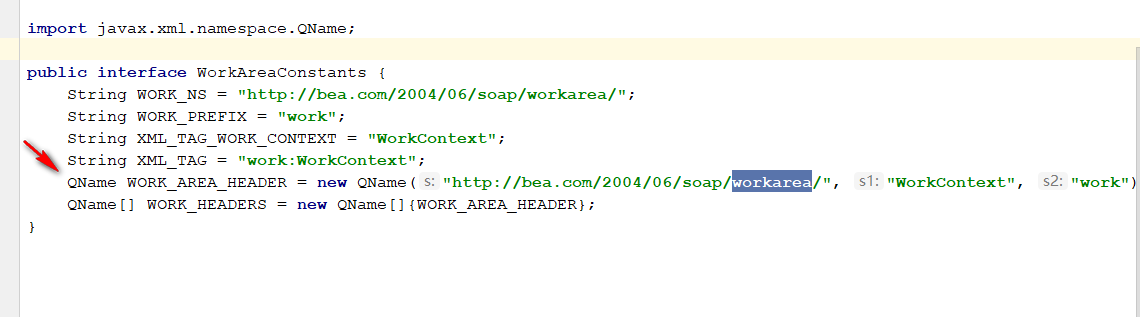 import javax.xml.namespace.QName;
public interface WorkAreaConstants {
String WORK_NS = "http://bea.com/2004/06/soap/workarea/";
String WORK_PREFIX = "work";
String XML_TAG_WORK_CONTEXT = "WorkContext";
String XML_TAG = "work:WorkContext";
QName WORK_AREA_HEADER = new QName( s: "http://bea.com/2004/06/soap/workarea/", s1: "WorkContext", s2: "work")
QName[] WORK_HEADERS = new QName[]{WORK_AREA_HEADER};
}